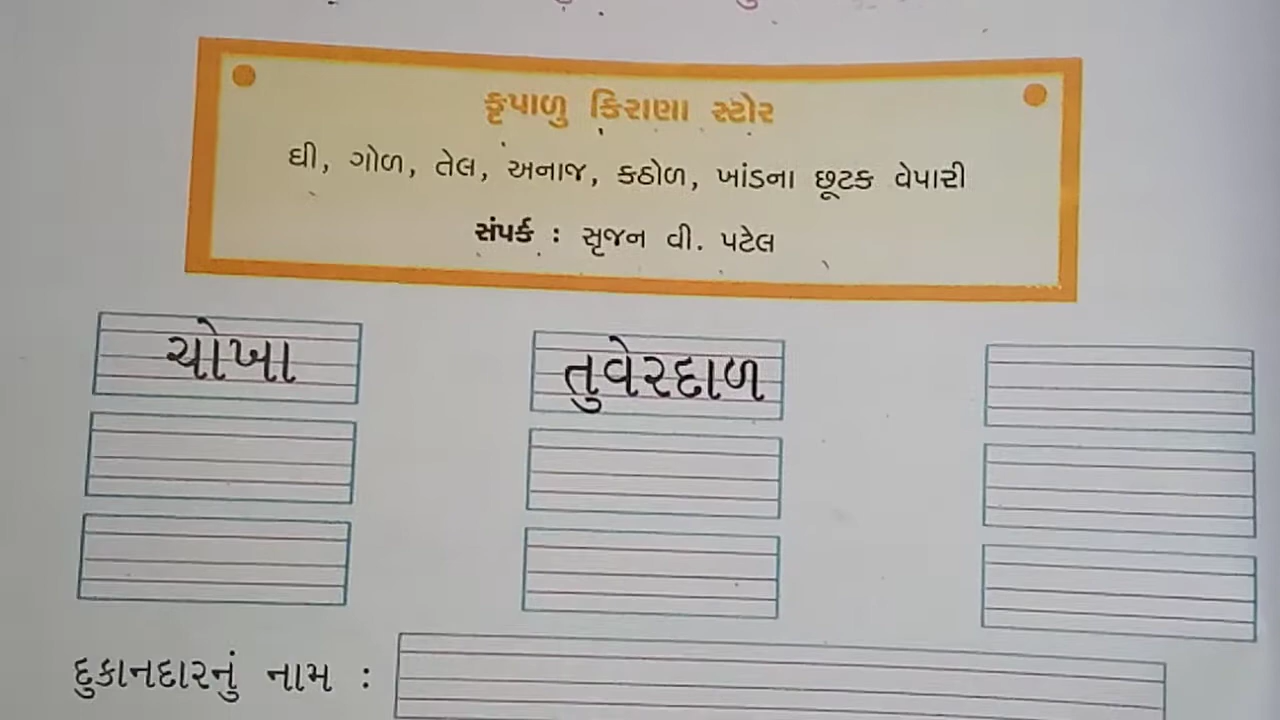 કૃપાળુ કિરાણા સ્ટોર
ઘી, ગોળ, તેલ, અનાજ, કઠોળ, ખાંડના છૂટક વેપારી
સંપર્ક : સૃજન વી. પટેલ
ચોખા તુવેરદાળ
દુકાનદારનું નામ :